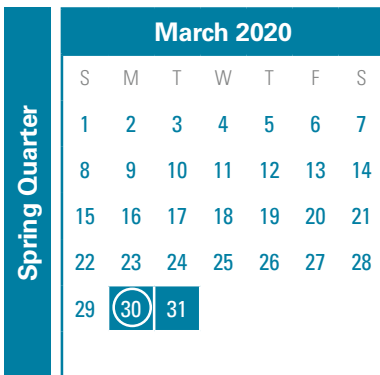 Spring Quarter
March 2020
S M T W T F S
1 2 3 4 5 6 7
8 9 10 11 12 13 14
15 16 17 18 19 20 21
22 23 24 25 26 27 28
29 30 31